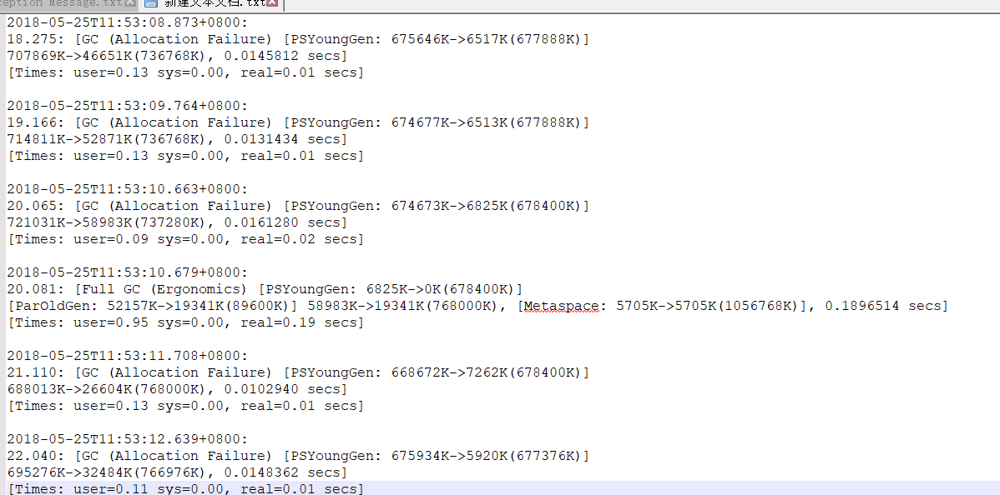 ception Message.txt
新建文本文档.txt
2018-05-25T11:53:08.873+0800:
18.275: [GC (Allocation Failure) [PSYoungGen: 675646K->6517K(677888K)]
707869K->46651K(736768K), 0.0145812 secs]
[Times: user=0.13 sys=0.00, real=0.01 secs]
2018-05-25T11:53:09.764+0800:
19.166: [GC (Allocation Failure) [PSYoungGen: 674677K->6513K(677888K)]
714811K->52871K(736768K), 0.0131434 secs]
[Times: user=0.13 sys=0.00, real=0.01 secs]
2018-05-25T11:53:10.663+0800:
20.065: [GC (Allocation Failure) [PSYoungGen: 674673K->6825K(678400K)]
721031K->58983K(737280K), 0.0161280 secs]
[Times: user=0.09 sys=0.00, real=0.02 secs]
2018-05-25T11:53:10.679+0800:
20.081: [Full GC (Ergonomics) [PSYoungGen: 6825K->0K(678400K)]
[ParOldGen: 52157K->19341K(89600K)] 58983K->19341K(768000K), [Metaspace: 5705K->5705K(1056768K)], 0.1896514 secs]
[Times: user=0.95 sys=0.00, real=0.19 secs]
2018-05-25T11:53:11.708+0800:
21.110: [GC (Allocation Failure) [PSYoungGen: 668672K->7262K(678400K)]
688013K->26604K(768000K), 0.0102940 secs]
[Times: user=0.13 sys=0.00, real=0.01 secs]
2018-05-25T11:53:12.639+0800:
22.040: [GC (Allocation Failure) [PSYoungGen: 675934K->5920K(677376K)]
695276K->32484K(766976K), 0.0148362 secs]
[Times: user=0.11 sys=0.00, real=0.01 secs]